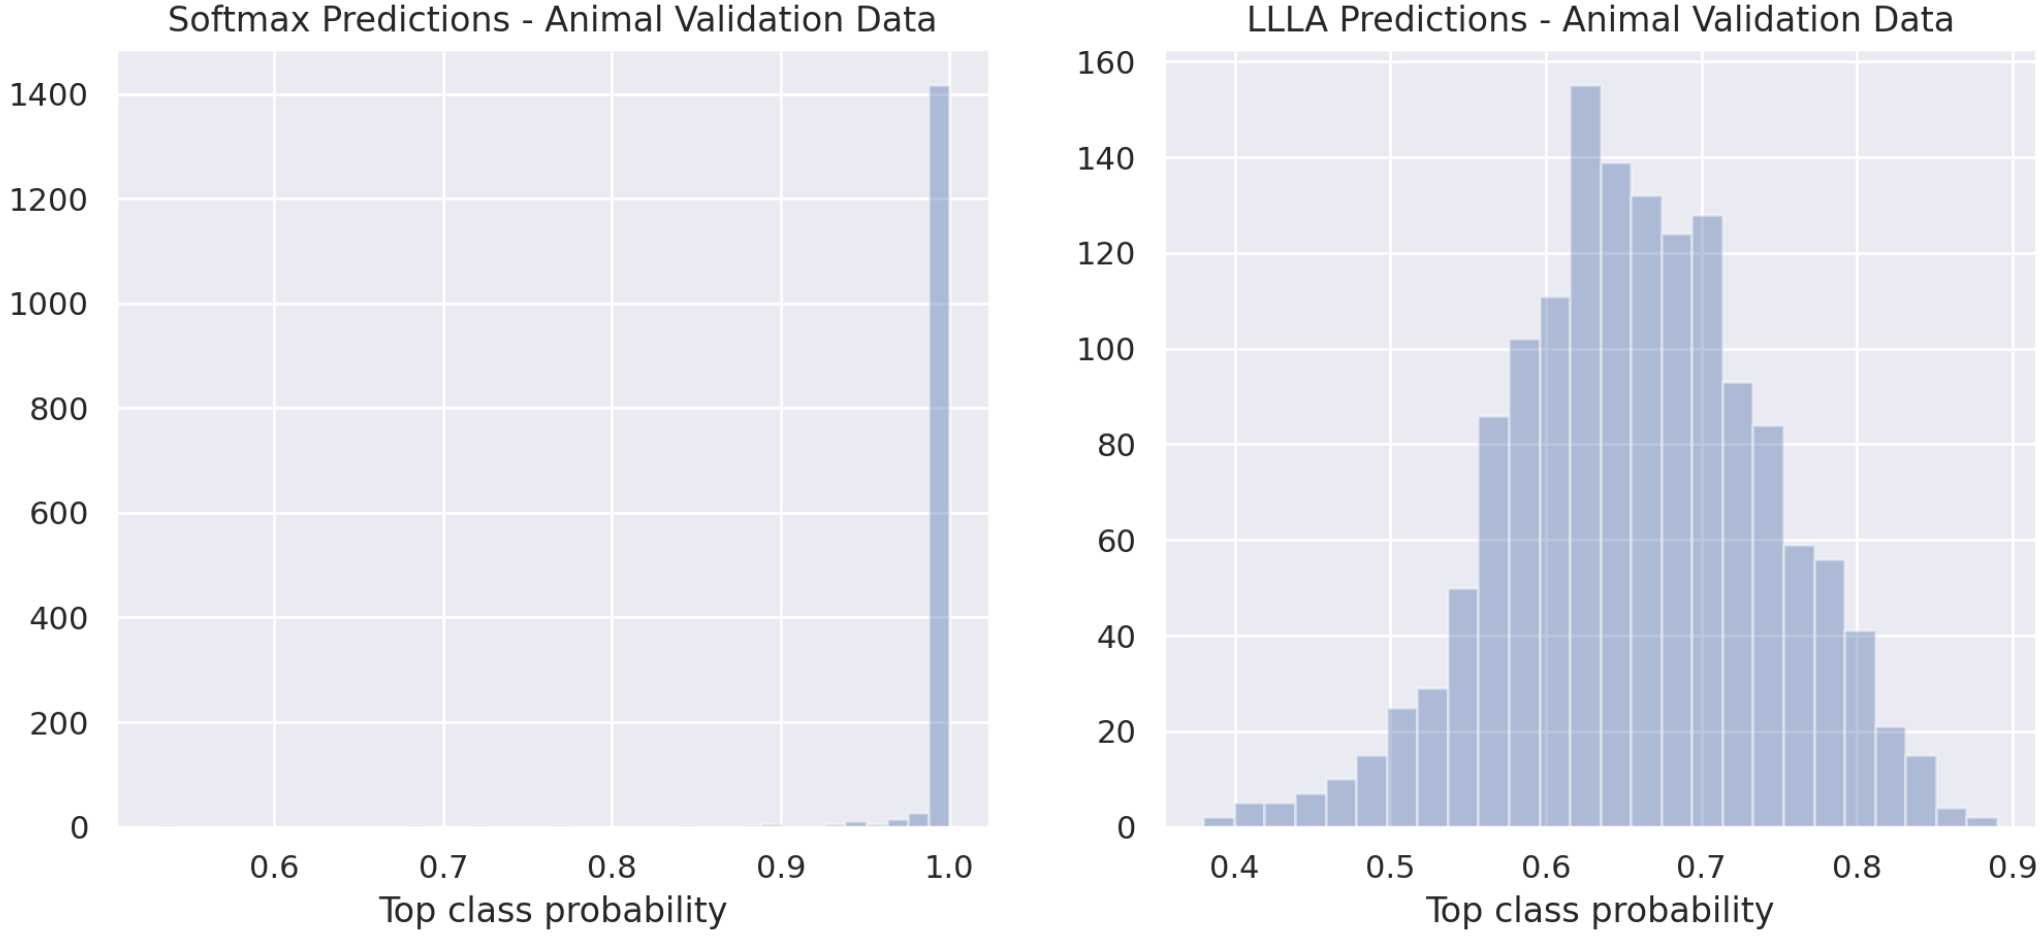 Softmax Predictions - Animal Validation Data
1400
1200
1000
800
600
400
200
0
0.6 0.7 0.8 0.9 1.0
Top class probability
LLLA Predictions - Animal Validation Data
160
140
120
100
80
60
40
20
0
0.4 0.5 0.6 0.7 0.8 0.9
Top class probability